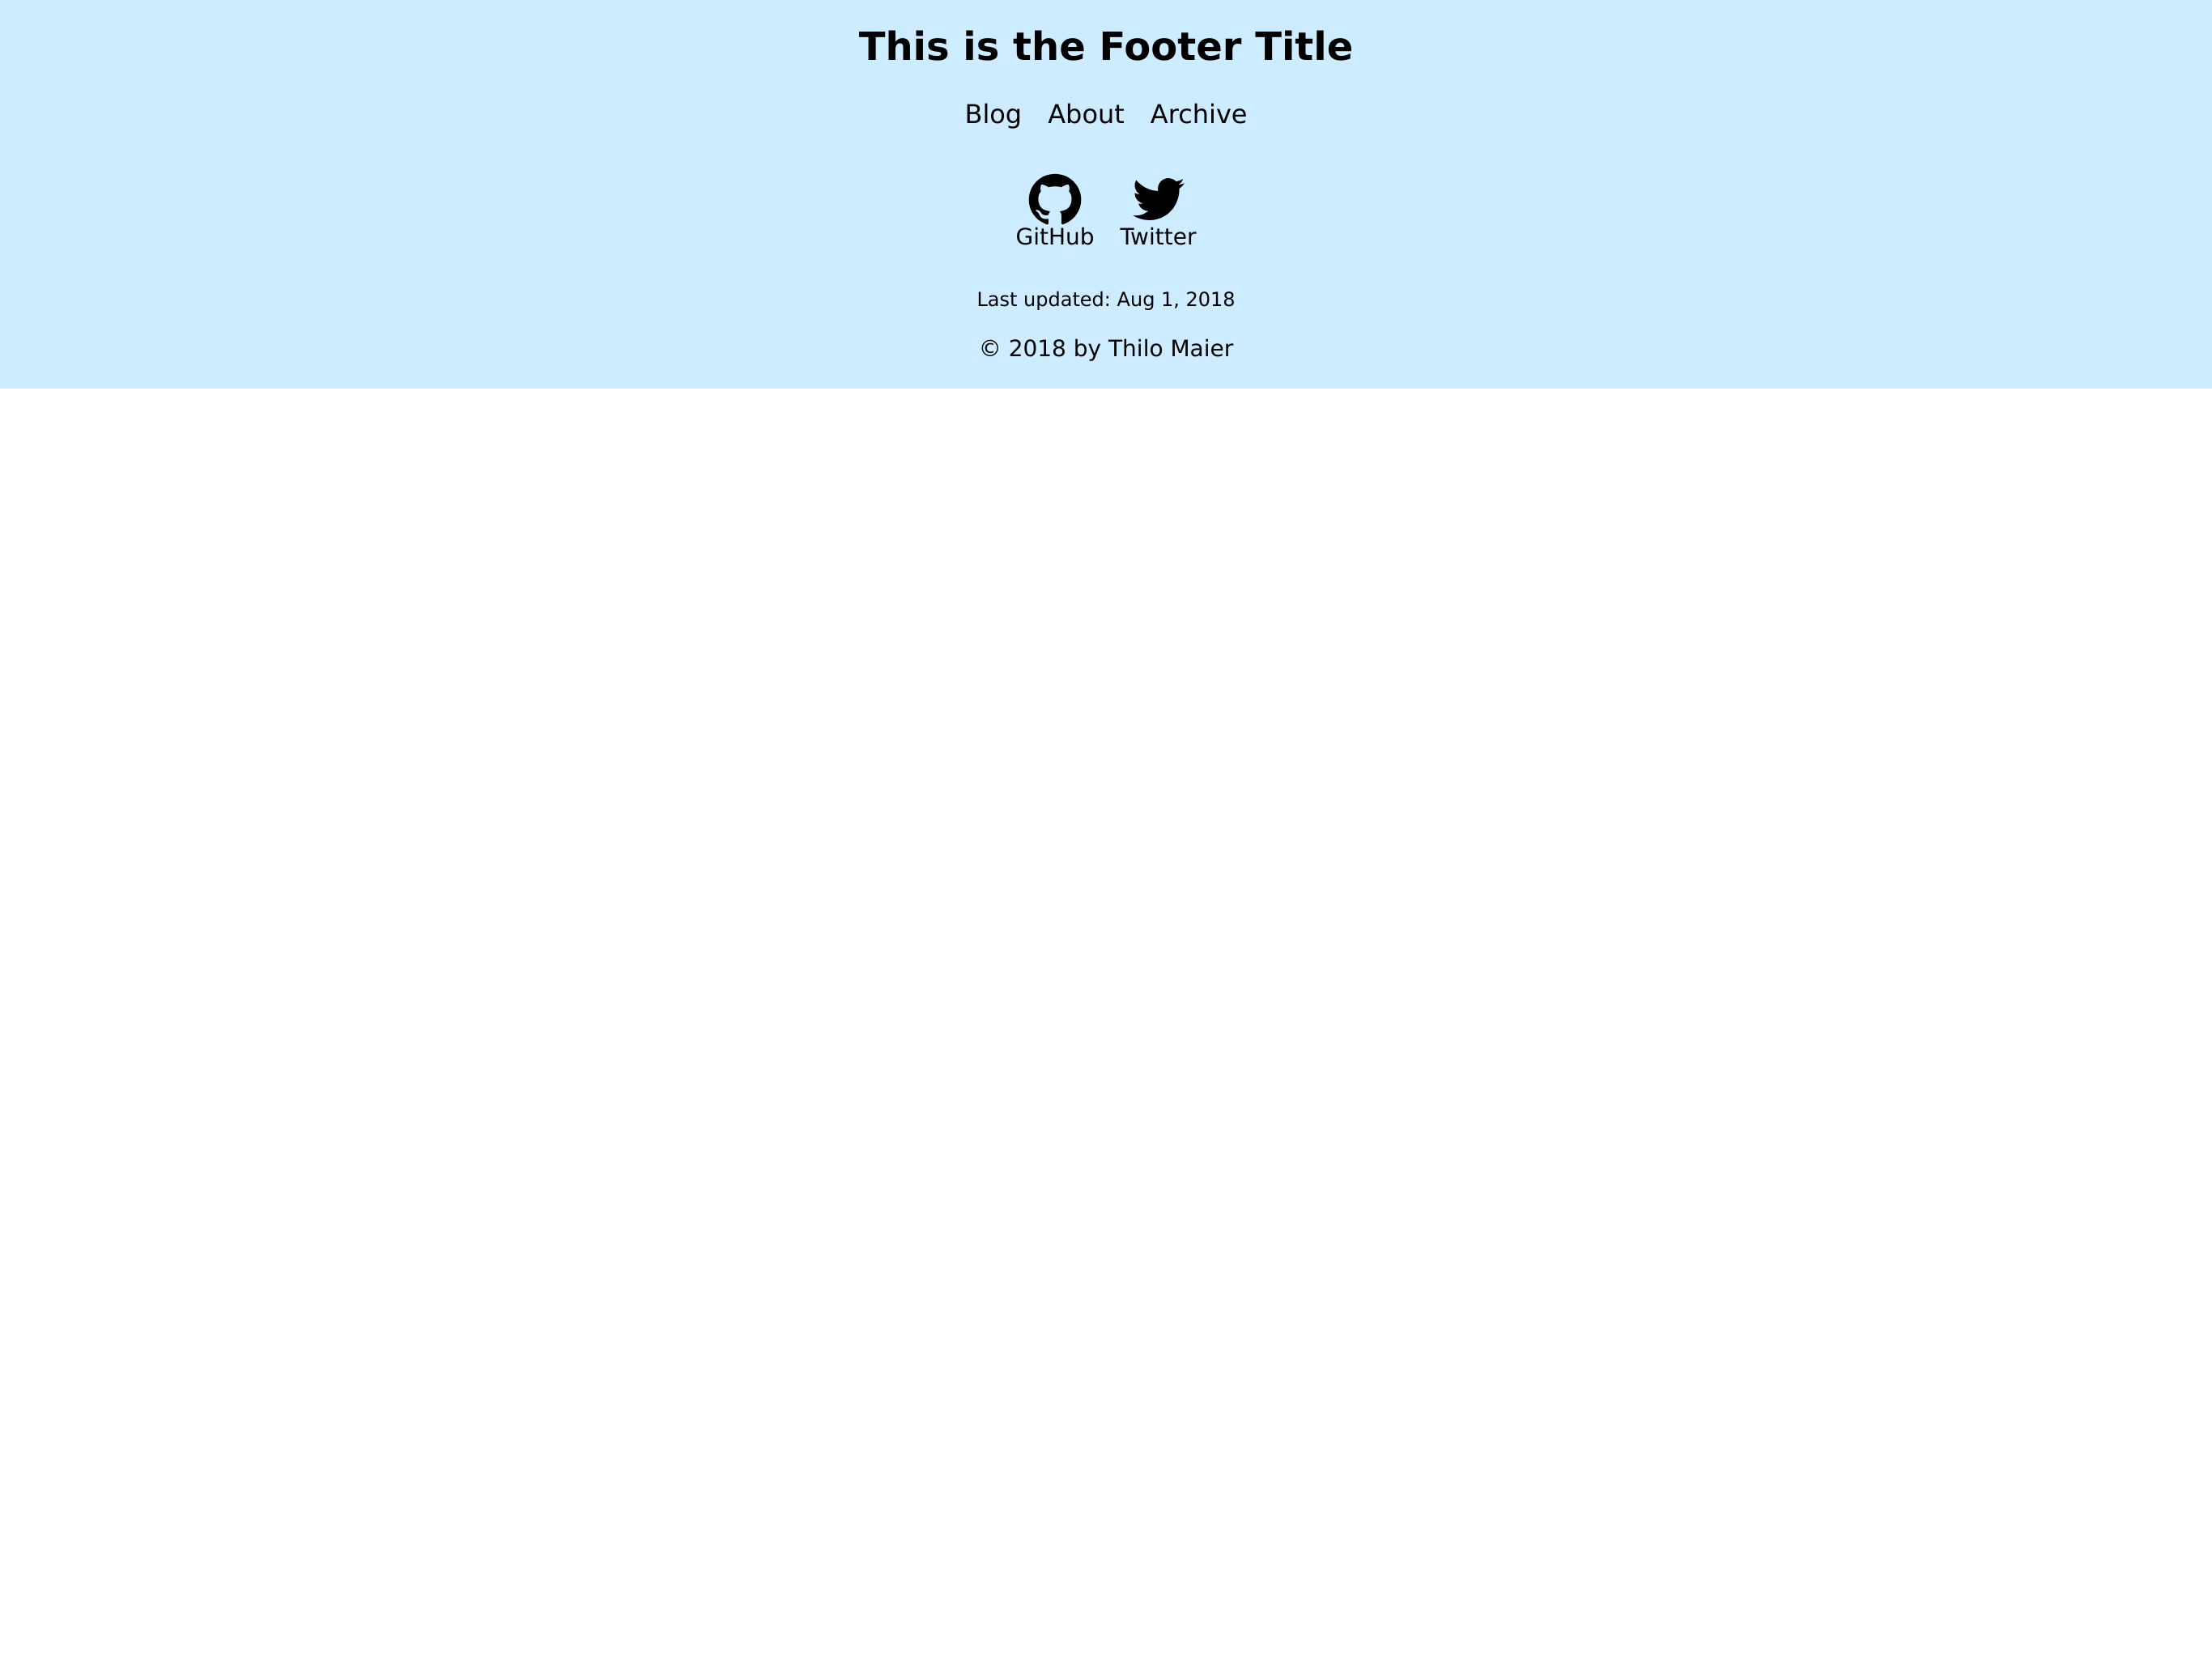 This is the Footer Title
Blog About Archive
GitHub Twitter
Last updated: Aug 1, 2018
© 2018 by Thilo Maier